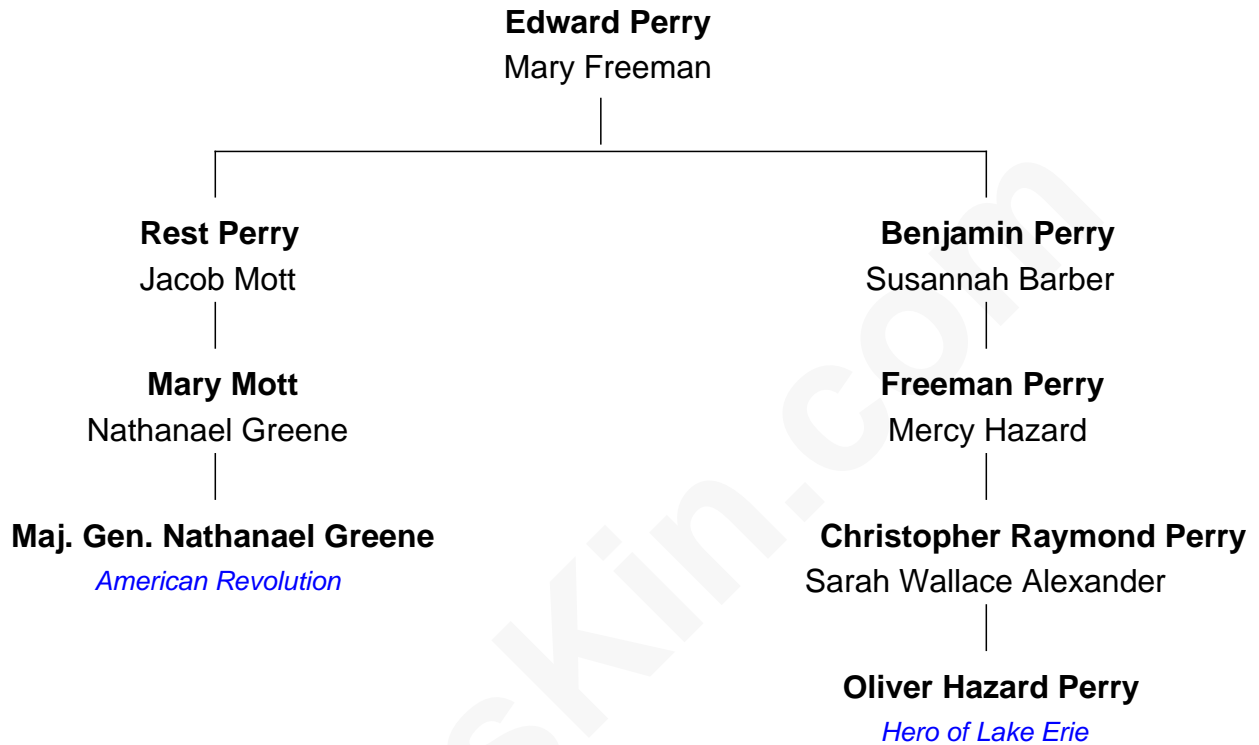 Edward Perry
Mary Freeman
Rest Perry
Jacob Mott
Benjamin Perry
Susannah Barber
Mary Mott
Nathanael Greene
Freeman Perry
Mercy Hazard
Maj. Gen. Nathanael Greene
American Revolution
Christopher Raymond Perry
Sarah Wallace Alexander
Oliver Hazard Perry
Hero of Lake Erie
sKin.com